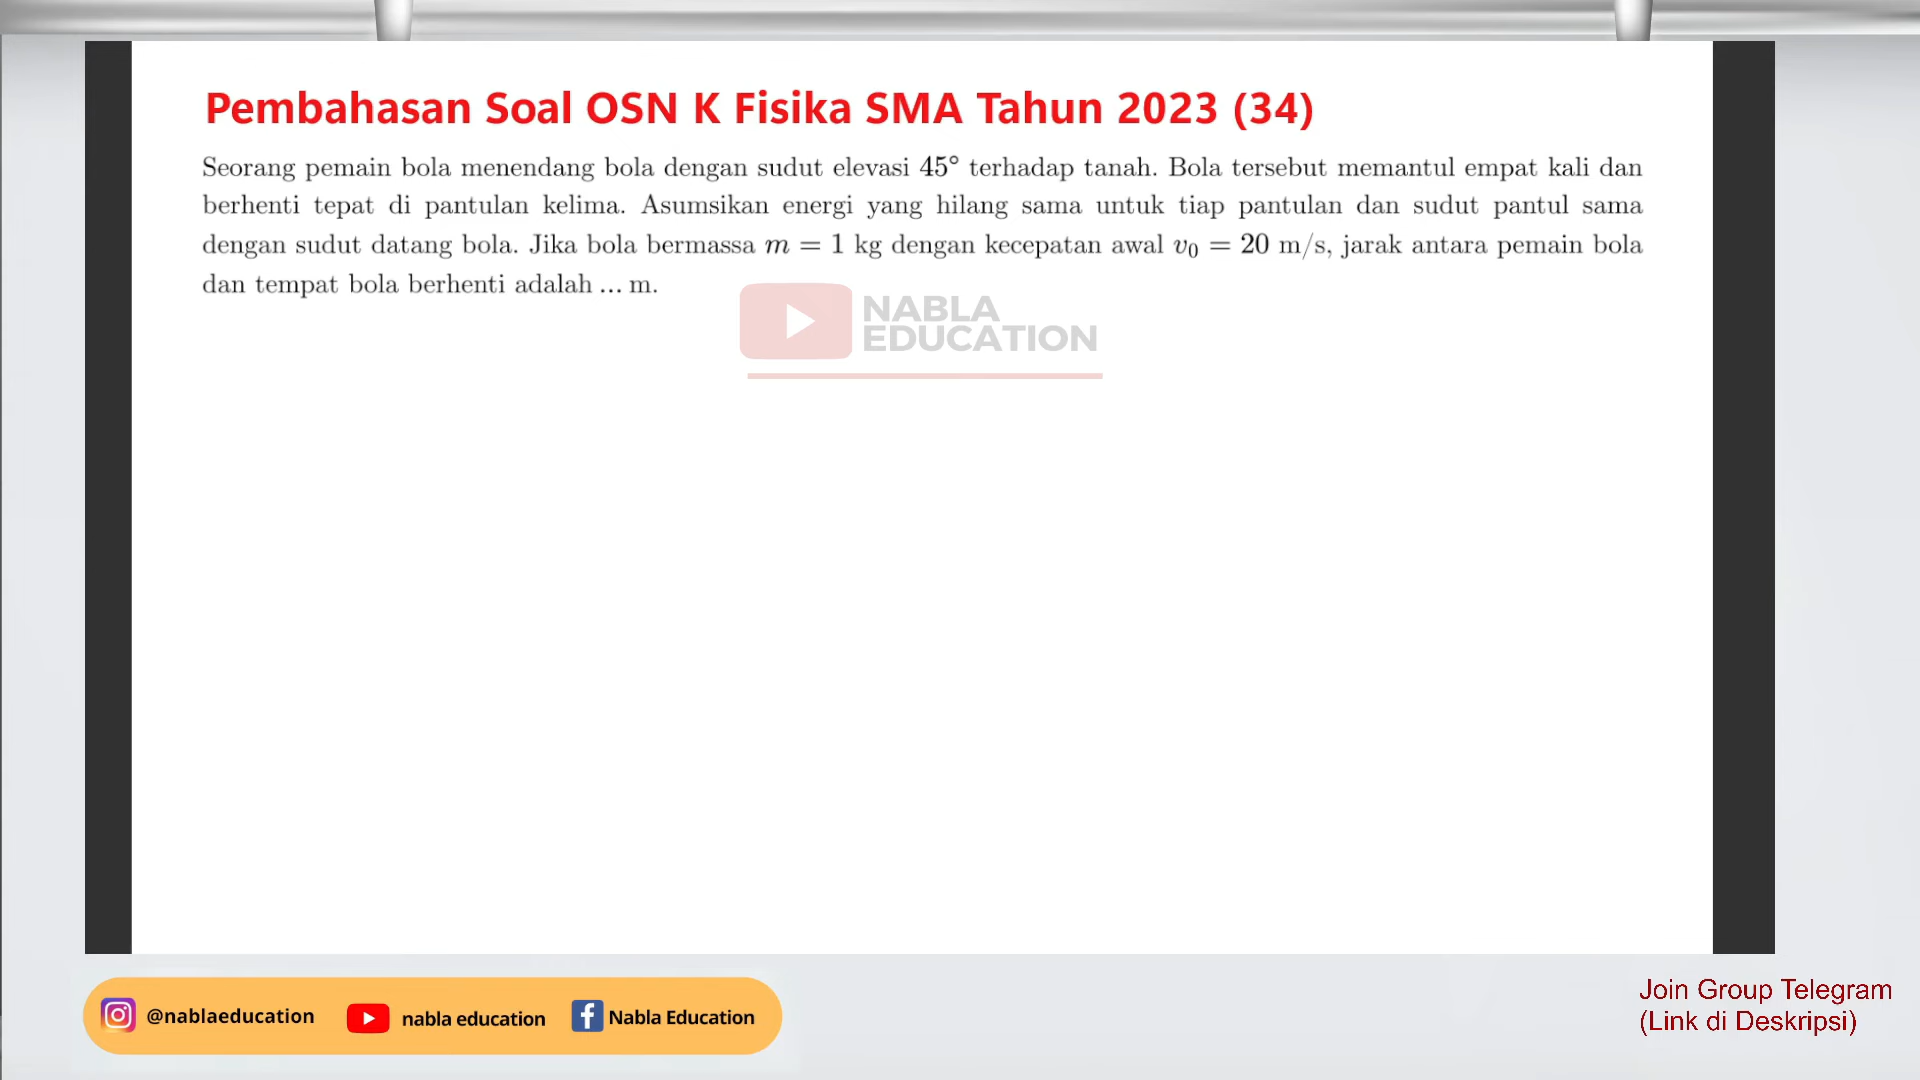 Pembahasan Soal OSN K Fisika SMA Tahun 2023 (34)
Seorang pemain bola menendang bola dengan sudut elevasi 45° terhadap tanah. Bola tersebut memantul empat kali dan
berhenti tepat di pantulan kelima. Asumsikan energi yang hilang sama untuk tiap pantulan dan sudut pantul sama
dengan sudut datang bola. Jika bola bermassa m = 1 kg dengan kecepatan awal v₀ = 20 m/s, jarak antara pemain bola
dan tempat bola berhenti adalah ... m.
NABLA
EDUCATION
@nablaeducation nabla education Nabla Education
Join Group Telegram
(Link di Deskripsi)